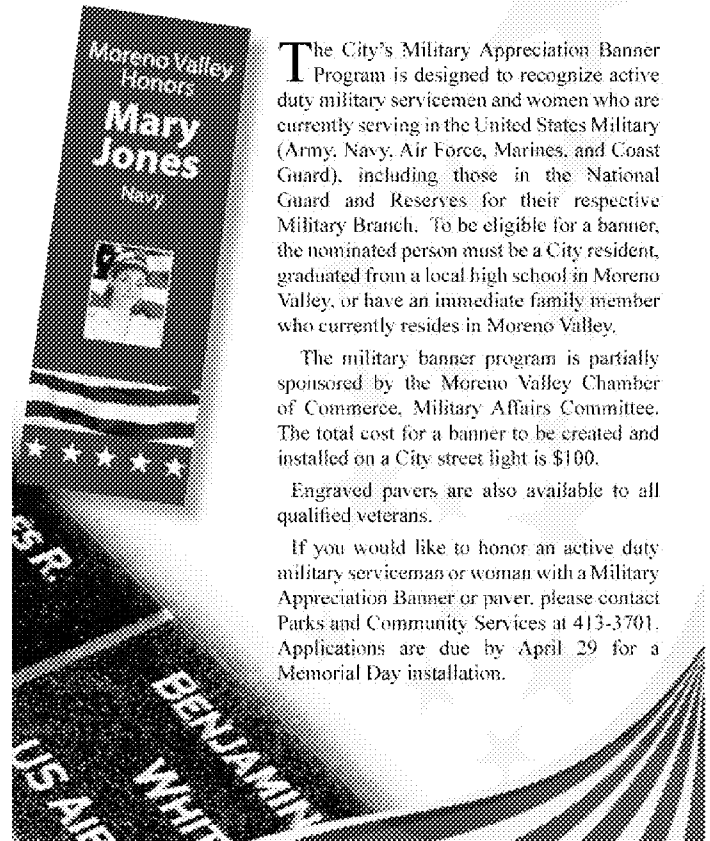 Moreno Valley
Honors
Mary
Jones
Navy
The City's Military Appreciation Banner
Program is designed to recognize active
duty military servicemen and women who are
currently serving in the United States Military
(Army, Navy, Air Force, Marines, and Coast
Guard), including those in the National
Guard and Reserves for their respective
Military Branch. To be eligible for a banner,
the nominated person must be a City resident,
graduated from a local high school in Moreno
Valley, or have an immediate family member
who currently resides in Moreno Valley.
The military banner program is partially
sponsored by the Moreno Valley Chamber
of Commerce, Military Affairs Committee.
The total cost for a banner to be created and
installed on a City street light is $100.
Engraved pavers are also available to all
qualified veterans.
If you would like to honor an active duty
military serviceman or woman with a Military
Appreciation Banner or paver, please contact
Parks and Community Services at 413-3701.
Applications are due by April 29 for a
Memorial Day installation.
ES R.
BENJAMIN
WHIT
US AIR